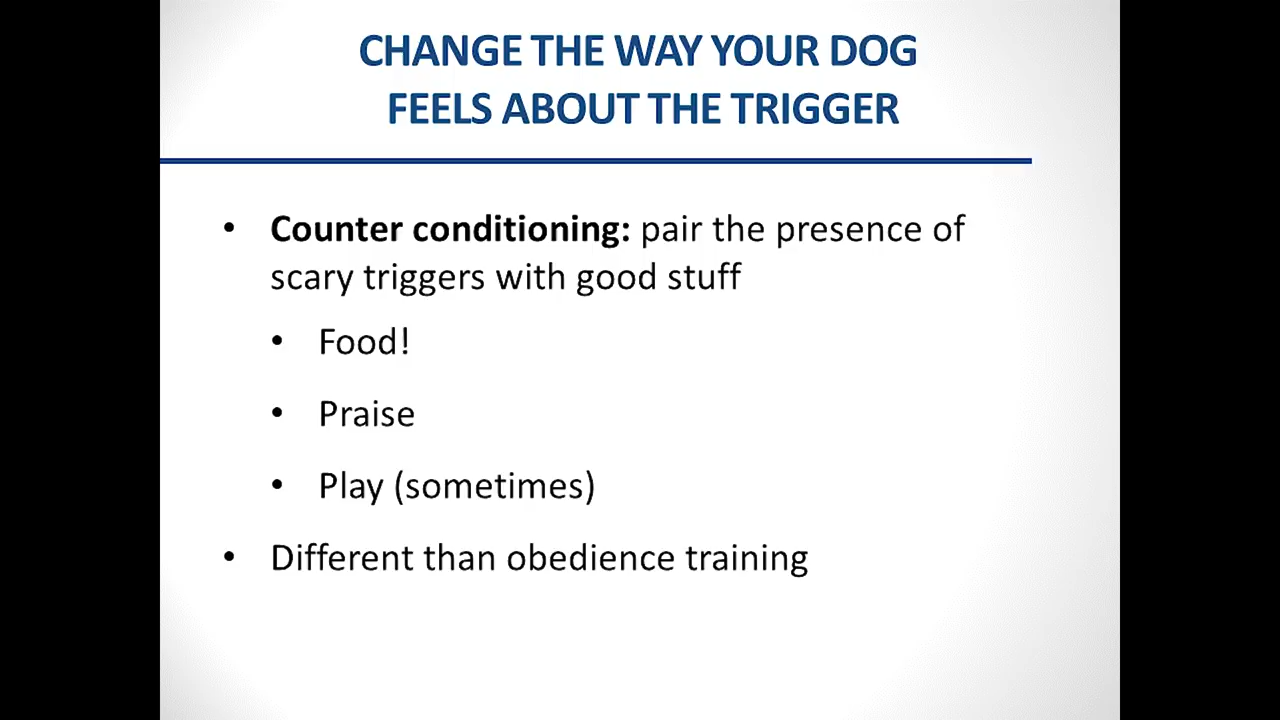 CHANGE THE WAY YOUR DOG
FEELS ABOUT THE TRIGGER
• Counter conditioning: pair the presence of
scary triggers with good stuff
• Food!
• Praise
• Play (sometimes)
• Different than obedience training